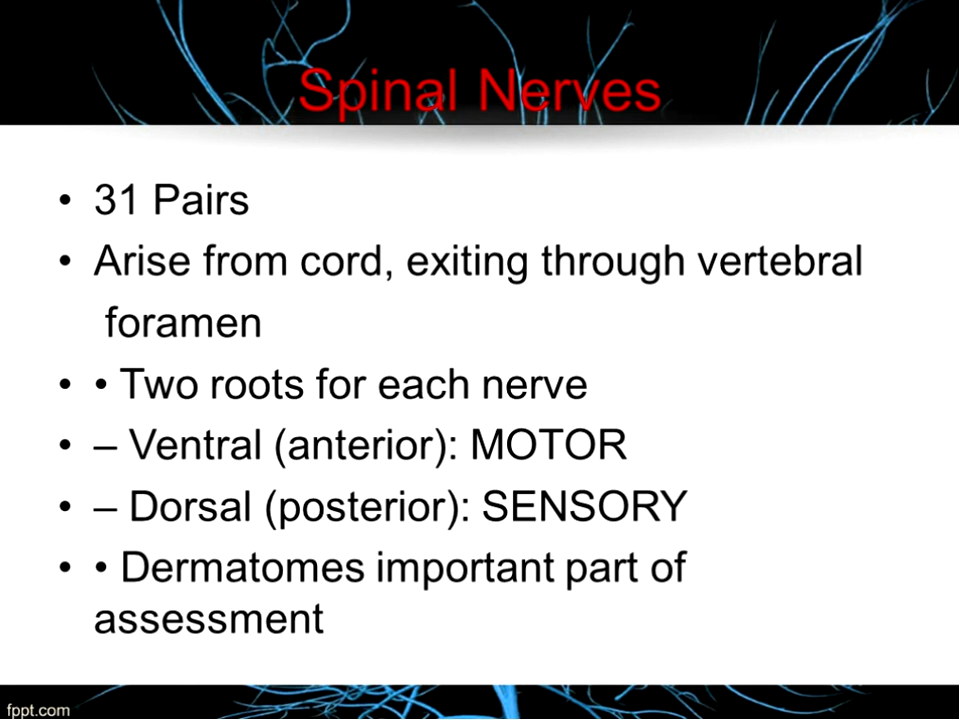 Spinal Nerves
• 31 Pairs
• Arise from cord, exiting through vertebral
foramen
• • Two roots for each nerve
• – Ventral (anterior): MOTOR
• – Dorsal (posterior): SENSORY
• • Dermatomes important part of
assessment
fppt.com